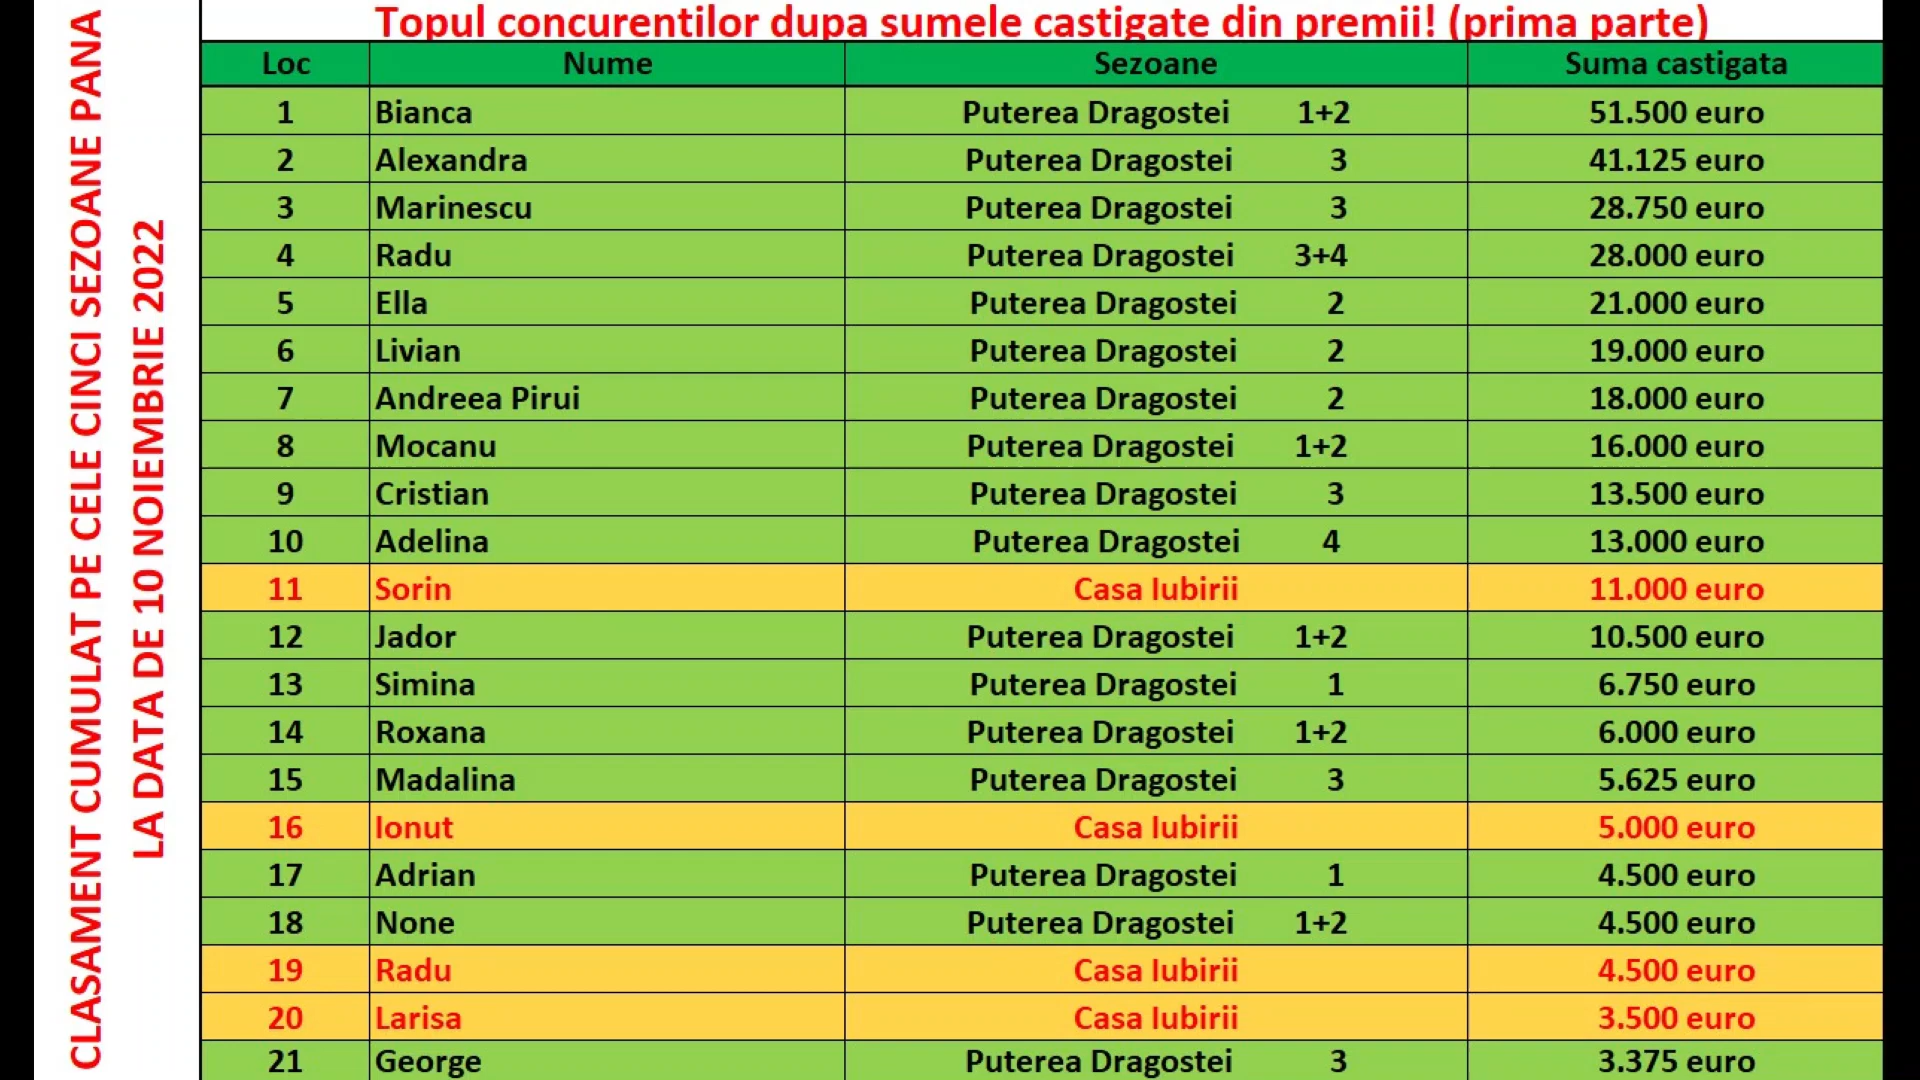 CLASAMENT CUMULAT PE CELE CINCI SEZOANE PANA
LA DATA DE 10 NOIEMBRIE 2022
Topul concurentilor dupa sumele castigate din premii! (prima parte)
Loc Nume Sezoane Suma castigata
1 Bianca Puterea Dragostei 1+2 51.500 euro
2 Alexandra Puterea Dragostei 3 41.125 euro
3 Marinescu Puterea Dragostei 3 28.750 euro
4 Radu Puterea Dragostei 3+4 28.000 euro
5 Ella Puterea Dragostei 2 21.000 euro
6 Livian Puterea Dragostei 2 19.000 euro
7 Andreea Pirui Puterea Dragostei 2 18.000 euro
8 Mocanu Puterea Dragostei 1+2 16.000 euro
9 Cristian Puterea Dragostei 3 13.500 euro
10 Adelina Puterea Dragostei 4 13.000 euro
11 Sorin Casa Iubirii 11.000 euro
12 Jador Puterea Dragostei 1+2 10.500 euro
13 Simina Puterea Dragostei 1 6.750 euro
14 Roxana Puterea Dragostei 1+2 6.000 euro
15 Madalina Puterea Dragostei 3 5.625 euro
16 Ionut Casa Iubirii 5.000 euro
17 Adrian Puterea Dragostei 1 4.500 euro
18 None Puterea Dragostei 1+2 4.500 euro
19 Radu Casa Iubirii 4.500 euro
20 Larisa Casa Iubirii 3.500 euro
21 George Puterea Dragostei 3 3.375 euro